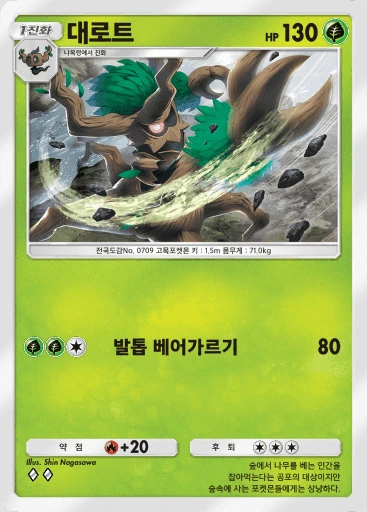 1진화 대로트 HP 130
나목령에서 진화
전국도감No. 0709 고목포켓몬 키 : 1.5m 몸무게 : 71.0kg
발톱 베어가르기 80
약 점 +20 후 퇴
Illus. Shin Nagasawa
숲에서 나무를 베는 인간을
잡아먹는다는 공포의 대상이지만
숲속에 사는 포켓몬들에게는 상냥하다.